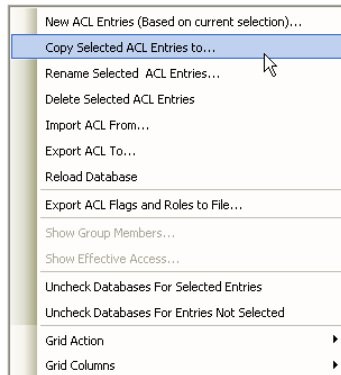 New ACL Entries (Based on current selection)...
Copy Selected ACL Entries to...
Rename Selected  ACL Entries...
Delete Selected ACL Entries
Import ACL From...
Export ACL To...
Reload Database
Export ACL Flags and Roles to File...
Show Group Members...
Show Effective Access...
Uncheck Databases For Selected Entries
Uncheck Databases For Entries Not Selected
Grid Action
Grid Columns